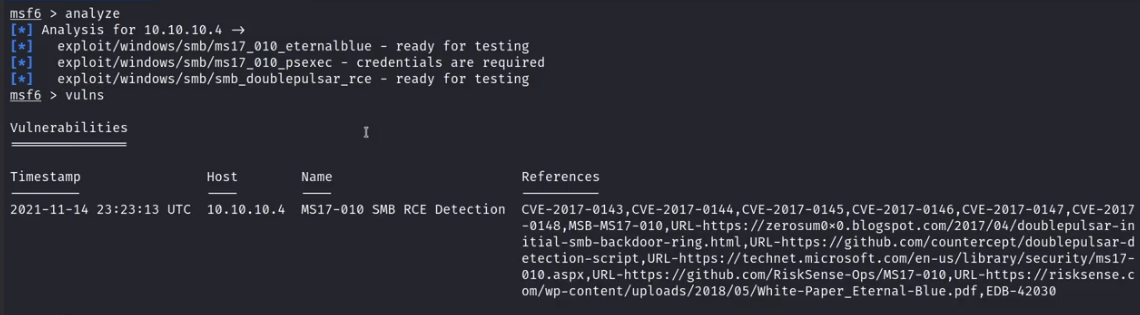 msf6 > analyze
[*] Analysis for 10.10.10.4 ->
[*]   exploit/windows/smb/ms17_010_eternalblue - ready for testing
[*]   exploit/windows/smb/ms17_010_psexec - credentials are required
[*]   exploit/windows/smb/smb_doublepulsar_rce - ready for testing
msf6 > vulns
Vulnerabilities
===============
Timestamp                Host        Name                         References
---------                ----        ----                         ----------
2021-11-14 23:23:13 UTC  10.10.10.4  MS17-010 SMB RCE Detection  CVE-2017-0143,CVE-2017-0144,CVE-2017-0145,CVE-2017-0146,CVE-2017-0147,CVE-2017
-0148,MSB-MS17-010,URL-https://zerosum0x0.blogspot.com/2017/04/doublepulsar-in
itial-smb-backdoor-ring.html,URL-https://github.com/countercept/doublepulsar-d
etection-script,URL-https://technet.microsoft.com/en-us/library/security/ms17-
010.aspx,URL-https://github.com/RiskSense-Ops/MS17-010,URL-https://risksense.c
om/wp-content/uploads/2018/05/White-Paper_Eternal-Blue.pdf,EDB-42030